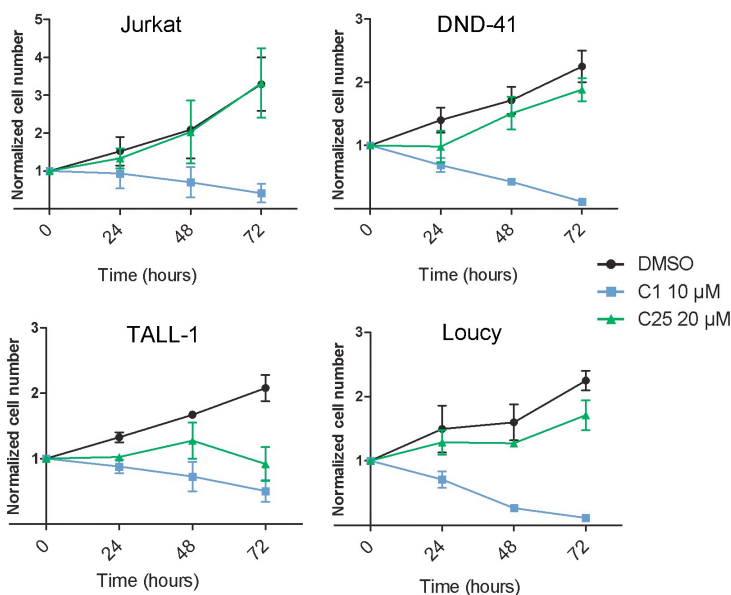 Jurkat
Normalized cell number
5
4
3
2
1
0
24
48
72
Time (hours)
DND-41
Normalized cell number
3
2
1
0
24
48
72
Time (hours)
DMSO
C1 10 µM
C25 20 µM
TALL-1
Normalized cell number
3
2
1
0
24
48
72
Time (hours)
Loucy
Normalized cell number
3
2
1
0
24
48
72
Time (hours)